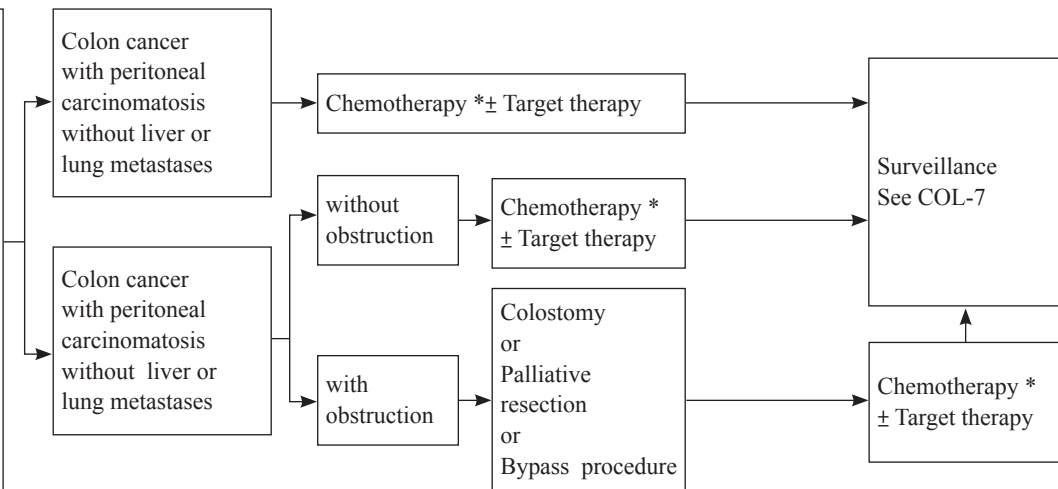 Colon cancer
with peritoneal
carcinomatosis
without liver or
lung metastases
Chemotherapy *± Target therapy
without
obstruction
Chemotherapy *
± Target therapy
Surveillance
See COL-7
Colon cancer
with peritoneal
carcinomatosis
without liver or
lung metastases
with
obstruction
Colostomy
or
Palliative
resection
or
Bypass procedure
Chemotherapy *
± Target therapy